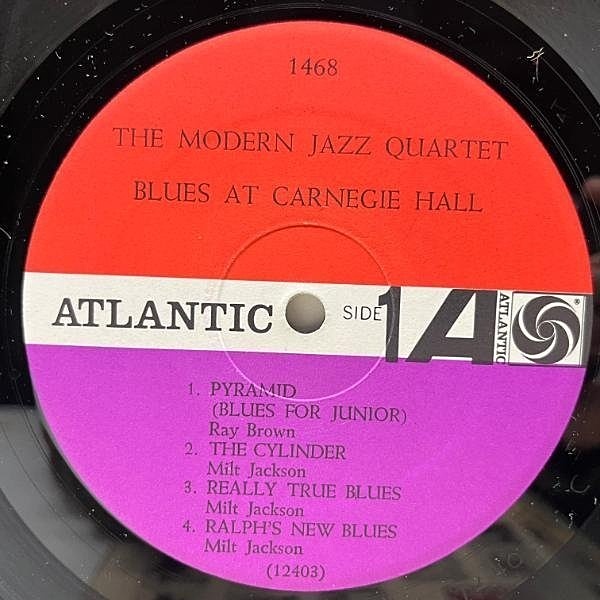 1468
THE MODERN JAZZ QUARTET
BLUES AT CARNEGIE HALL
ATLANTIC SIDE 1 A ATLANTIC ®
1. PYRAMID
(BLUES FOR JUNIOR)
Ray Brown
2. THE CYLINDER
Milt Jackson
3. REALLY TRUE BLUES
Milt Jackson
4. RALPH'S NEW BLUES
Milt Jackson
(12403)